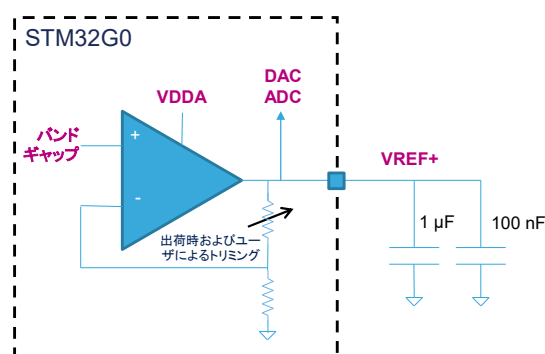 STM32G0
DAC
ADC
VDDA
バンド
ギャップ
+
-
VREF+
出荷時およびユー
ザによるトリミング
1 µF
100 nF